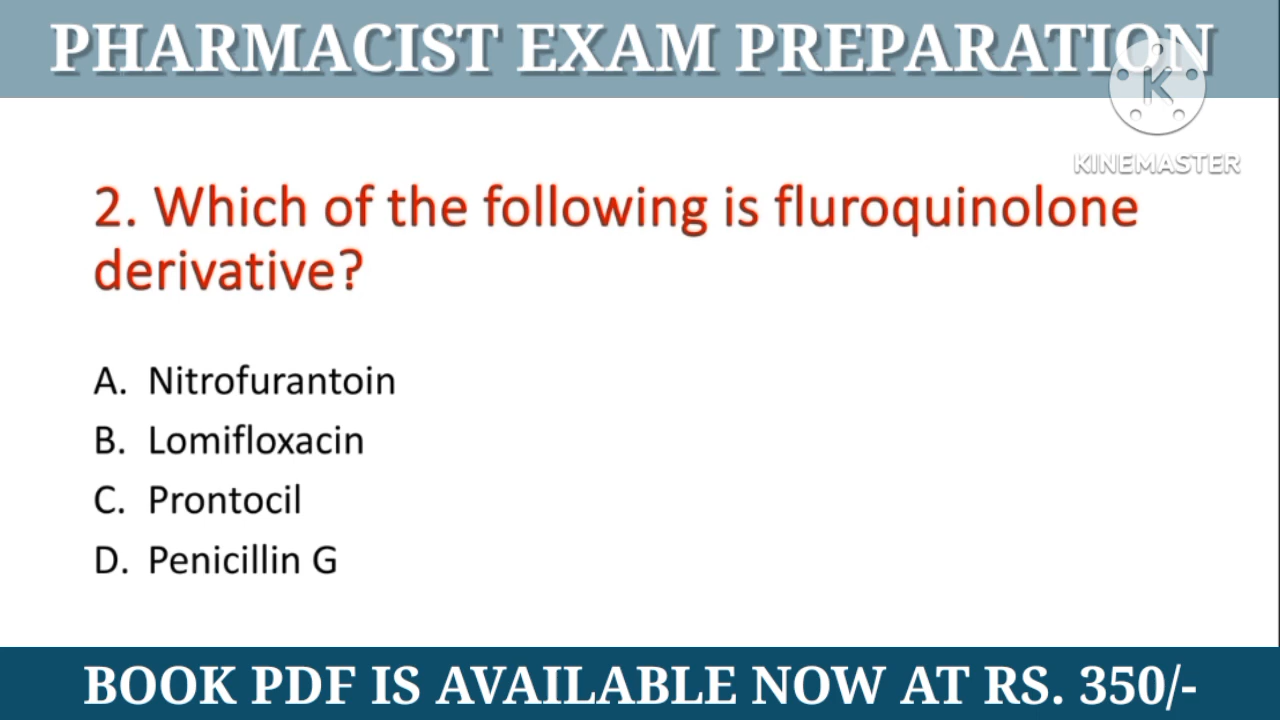 PHARMACIST EXAM PREPARATION
K
KINEMASTER
2. Which of the following is fluroquinolone
derivative?
A. Nitrofurantoin
B. Lomifloxacin
C. Prontocil
D. Penicillin G
BOOK PDF IS AVAILABLE NOW AT RS. 350/-